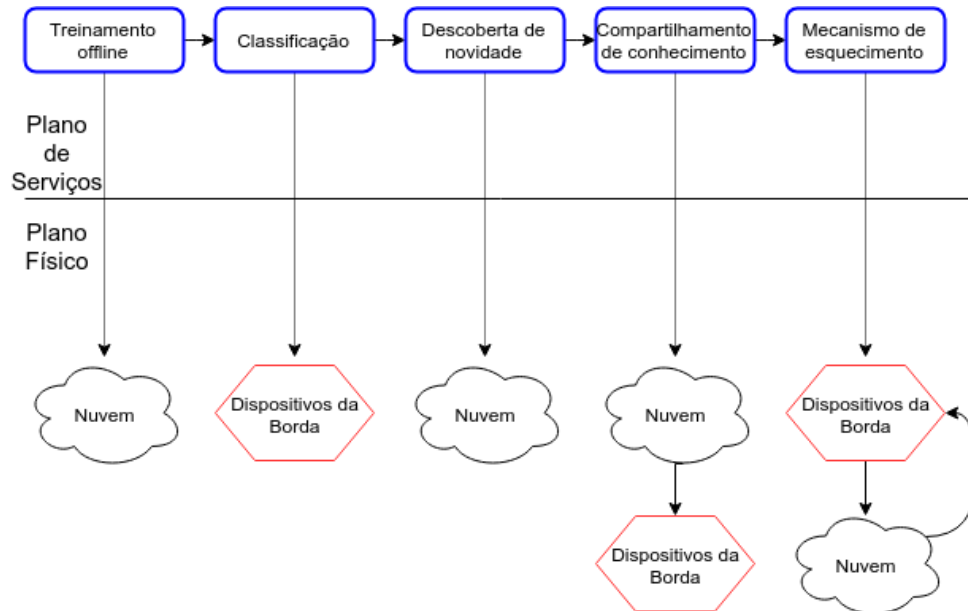 Treinamento
offline
Classificação
Descoberta de
novidade
Compartilhamento
de conhecimento
Mecanismo de
esquecimento
Plano
de
Serviços
Plano
Físico
Nuvem
Dispositivos da
Borda
Nuvem
Nuvem
Dispositivos da
Borda
Dispositivos da
Borda
Nuvem